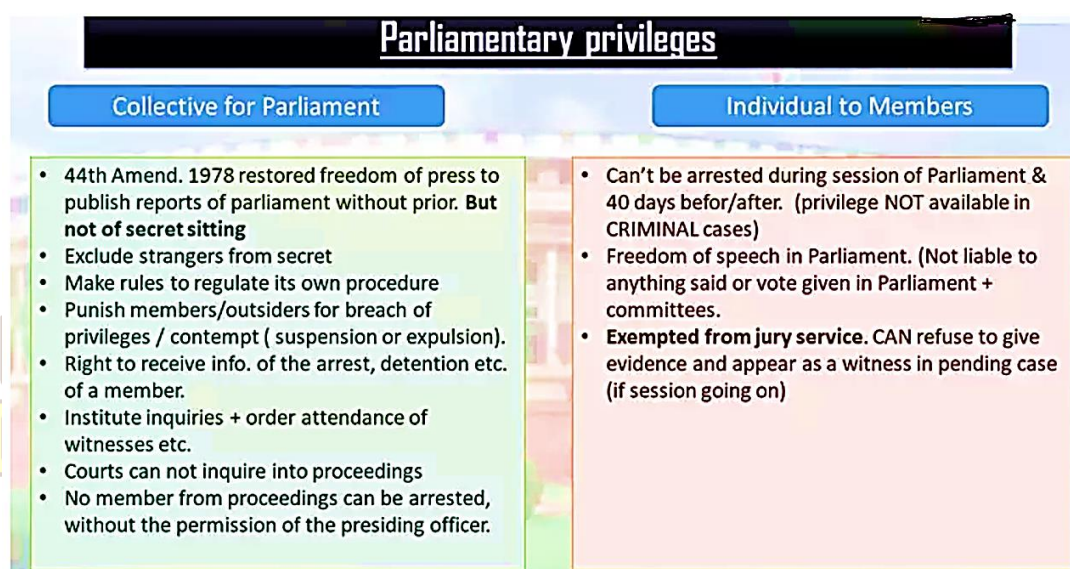 Parliamentary privileges
Collective for Parliament
• 44th Amend. 1978 restored freedom of press to
publish reports of parliament without prior. But
not of secret sitting
• Exclude strangers from secret
• Make rules to regulate its own procedure
• Punish members/outsiders for breach of
privileges / contempt ( suspension or expulsion).
• Right to receive info. of the arrest, detention etc.
of a member.
• Institute inquiries + order attendance of
witnesses etc.
• Courts can not inquire into proceedings
• No member from proceedings can be arrested,
without the permission of the presiding officer.
Individual to Members
• Can't be arrested during session of Parliament &
40 days befor/after. (privilege NOT available in
CRIMINAL cases)
• Freedom of speech in Parliament. (Not liable to
anything said or vote given in Parliament +
committees.
• Exempted from jury service. CAN refuse to give
evidence and appear as a witness in pending case
(if session going on)